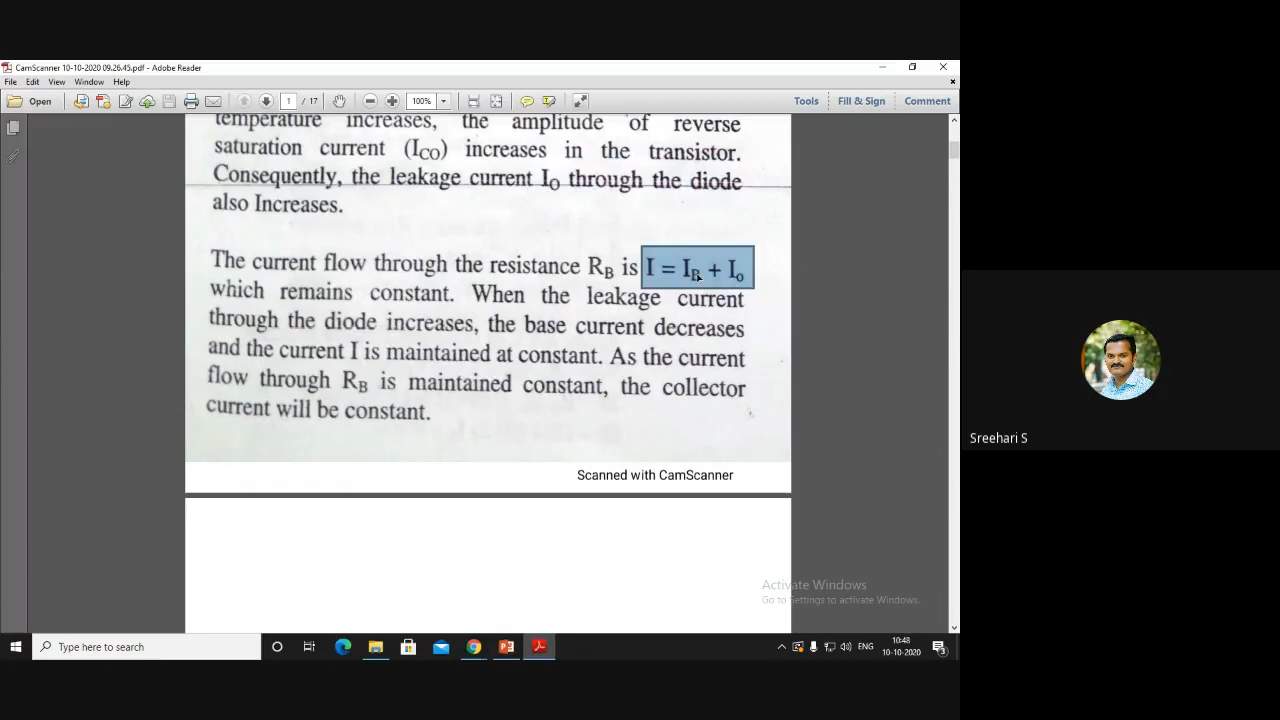 CamScanner 10-10-2020 09.26.45.pdf - Adobe Reader
File Edit View Window Help
Open 1 / 17 100% Tools Fill & Sign Comment
temperature increases, the amplitude of reverse
saturation current (ICO) increases in the transistor.
Consequently, the leakage current IO through the diode
also Increases.
The current flow through the resistance RB is I = IB + Io
which remains constant. When the leakage current
through the diode increases, the base current decreases
and the current I is maintained at constant. As the current
flow through RB is maintained constant, the collector
current will be constant.
Scanned with CamScanner
Sreehari S
Activate Windows
Go to Settings to activate Windows.
Type here to search
ENG
10:48
10-10-2020
3